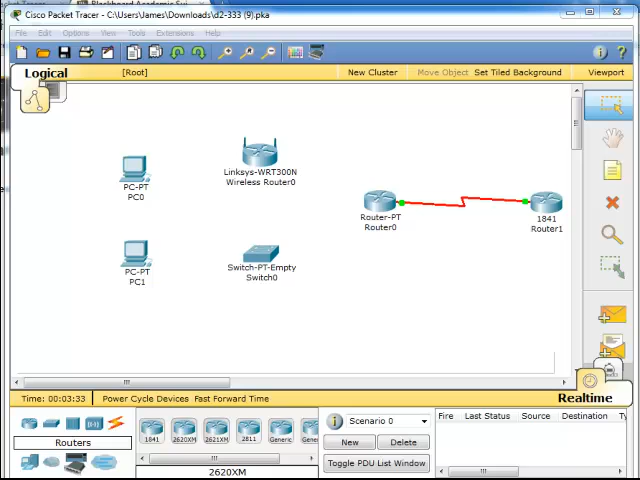 Cisco Packet Tracer - C:\Users\James\Downloads\d2-333 (9).pka
File Edit Options View Tools Extensions Help
Logical
[Root]
New Cluster
Move Object
Set Tiled Background
Viewport
PC-PT
PC0
Linksys-WRT300N
Wireless Router0
Router-PT
Router0
1841
Router1
PC-PT
PC1
Switch-PT-Empty
Switch0
Time: 00:03:33
Power Cycle Devices Fast Forward Time
Realtime
Routers
1841
2620XM
2621XM
2811
Generic
Gener
2620XM
Scenario 0
New
Delete
Toggle PDU List Window
Fire
Last Status
Source
Destination